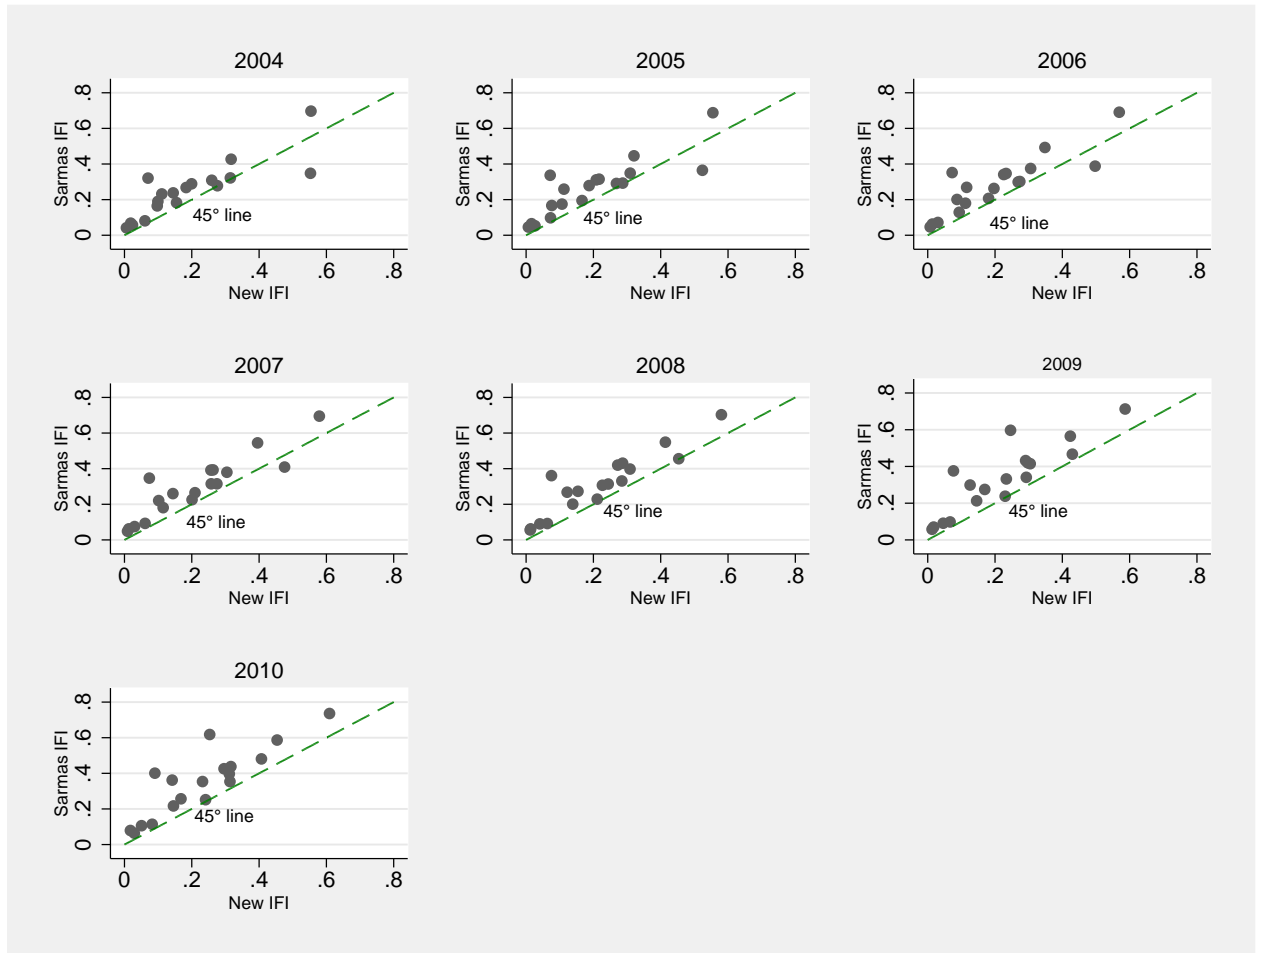 2004
Sarmas IFI
.8
.6
.4
.2
0
45° line
0 .2 .4 .6 .8
New IFI
2005
Sarmas IFI
.8
.6
.4
.2
0
45° line
0 .2 .4 .6 .8
New IFI
2006
Sarmas IFI
.8
.6
.4
.2
0
45° line
0 .2 .4 .6 .8
New IFI
2007
Sarmas IFI
.8
.6
.4
.2
0
45° line
0 .2 .4 .6 .8
New IFI
2008
Sarmas IFI
.8
.6
.4
.2
0
45° line
0 .2 .4 .6 .8
New IFI
2009
Sarmas IFI
.8
.6
.4
.2
0
45° line
0 .2 .4 .6 .8
New IFI
2010
Sarmas IFI
.8
.6
.4
.2
0
45° line
0 .2 .4 .6 .8
New IFI